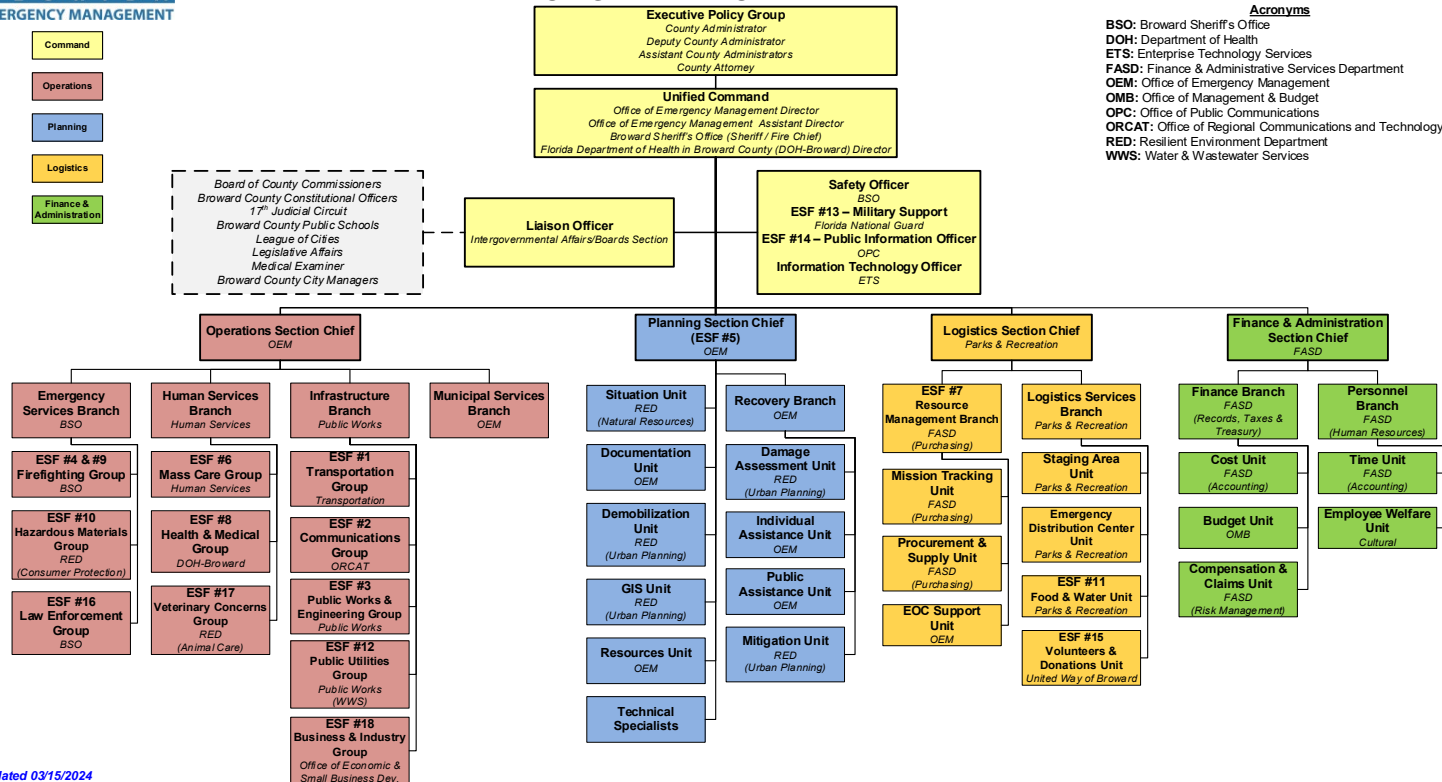 ERGENCY MANAGEMENT
Command
Operations
Planning
Logistics
Finance &
Administration
Executive Policy Group
County Administrator
Deputy County Administrator
Assistant County Administrators
County Attorney
Unified Command
Office of Emergency Management Director
Office of Emergency Management Assistant Director
Broward Sheriff's Office (Sheriff / Fire Chief)
Florida Department of Health in Broward County (DOH-Broward) Director
Acronyms
BSO: Broward Sheriff's Office
DOH: Department of Health
ETS: Enterprise Technology Services
FASD: Finance & Administrative Services Department
OEM: Office of Emergency Management
OMB: Office of Management & Budget
OPC: Office of Public Communications
ORCAT: Office of Regional Communications and Technology
RED: Resilient Environment Department
WWS: Water & Wastewater Services
Board of County Commissioners
Broward County Constitutional Officers
17th Judicial Circuit
Broward County Public Schools
League of Cities
Legislative Affairs
Medical Examiner
Broward County City Managers
Liaison Officer
Intergovernmental Affairs/Boards Section
Safety Officer
BSO
ESF #13 – Military Support
Florida National Guard
ESF #14 – Public Information Officer
OPC
Information Technology Officer
ETS
Operations Section Chief
OEM
Planning Section Chief
(ESF #5)
OEM
Logistics Section Chief
Parks & Recreation
Finance & Administration
Section Chief
FASD
Emergency
Services Branch
BSO
ESF #4 & #9
Firefighting Group
BSO
ESF #10
Hazardous Materials
Group
RED
(Consumer Protection)
ESF #16
Law Enforcement
Group
BSO
Human Services
Branch
Human Services
ESF #6
Mass Care Group
Human Services
ESF #8
Health & Medical
Group
DOH-Broward
ESF #17
Veterinary Concerns
Group
RED
(Animal Care)
Infrastructure
Branch
Public Works
ESF #1
Transportation
Group
Transportation
ESF #2
Communications
Group
ORCAT
ESF #3
Public Works &
Engineering Group
Public Works
ESF #12
Public Utilities
Group
Public Works
(WWS)
ESF #18
Business & Industry
Group
Office of Economic &
Small Business Dev.
Municipal Services
Branch
OEM
Situation Unit
RED
(Natural Resources)
Documentation
Unit
OEM
Demobilization
Unit
RED
(Urban Planning)
GIS Unit
RED
(Urban Planning)
Resources Unit
OEM
Technical
Specialists
Recovery Branch
OEM
Damage
Assessment Unit
RED
(Urban Planning)
Individual
Assistance Unit
OEM
Public
Assistance Unit
OEM
Mitigation Unit
RED
(Urban Planning)
ESF #7
Resource
Management Branch
FASD
(Purchasing)
Mission Tracking
Unit
FASD
(Purchasing)
Procurement &
Supply Unit
FASD
(Purchasing)
EOC Support
Unit
OEM
Logistics Services
Branch
Parks & Recreation
Staging Area
Unit
Parks & Recreation
Emergency
Distribution Center
Unit
Parks & Recreation
ESF #11
Food & Water Unit
Parks & Recreation
ESF #15
Volunteers &
Donations Unit
United Way of Broward
Finance Branch
FASD
(Records, Taxes &
Treasury)
Cost Unit
FASD
(Accounting)
Budget Unit
OMB
Compensation &
Claims Unit
FASD
(Risk Management)
Personnel
Branch
FASD
(Human Resources)
Time Unit
FASD
(Accounting)
Employee Welfare
Unit
Cultural
lated 03/15/2024